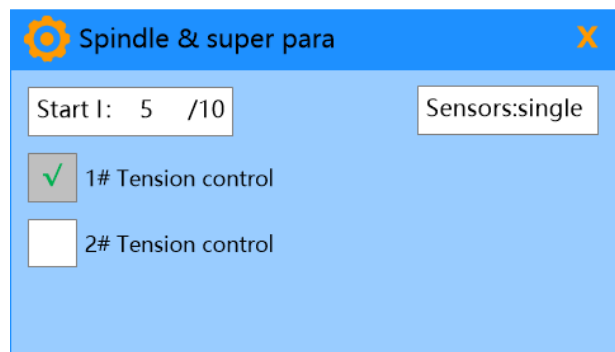 Spindle & super para X
Start I: 5 /10 Sensors:single
√ 1# Tension control
2# Tension control